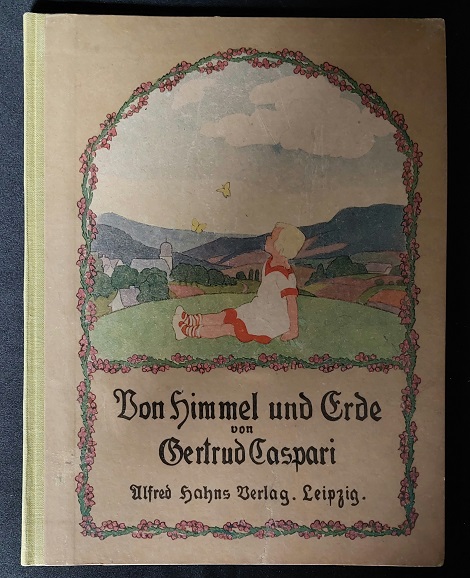 Von Himmel und Erde
von
Gertrud Caspari
Alfred Hahns Verlag. Leipzig.